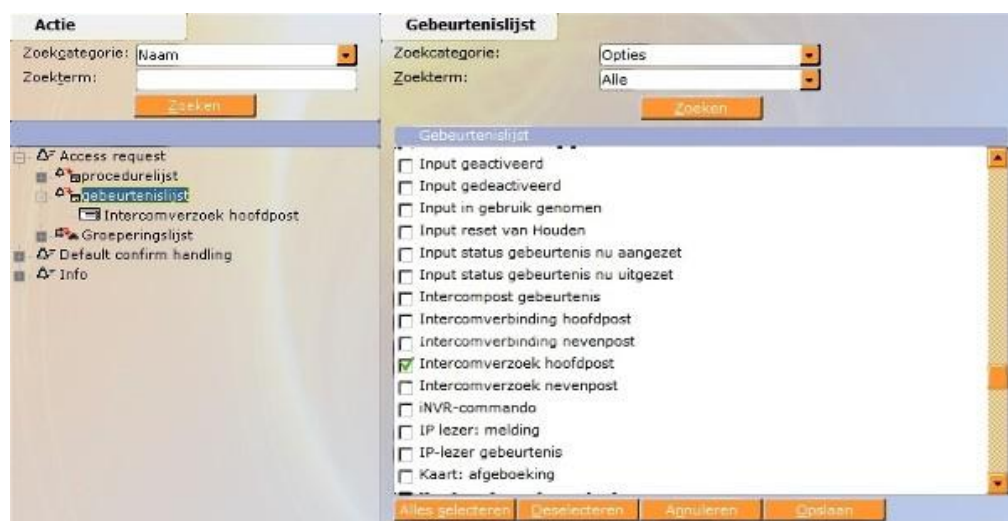 Actie
Zoekcategorie: Naam
Zoekterm:
Zoeken
Access request
procedurelijst
gebeurtenislijst
Intercomverzoek hoofdpost
Groeperingslijst
Default confirm handling
Info
Gebeurtenislijst
Zoekcategorie: Opties
Zoekterm: Alle
Zoeken
Gebeurtenislijst
Input geactiveerd
Input gedeactiveerd
Input in gebruik genomen
Input reset van Houden
Input status gebeurtenis nu aangezet
Input status gebeurtenis nu uitgezet
Intercompost gebeurtenis
Intercomverbinding hoofdpost
Intercomverbinding nevenpost
Intercomverzoek hoofdpost
Intercomverzoek nevenpost
iNVR-commando
IP lezer: melding
IP-lezer gebeurtenis
Kaart: afgeboeking
Alles selecteren Deselecteren Annuleren Opslaan